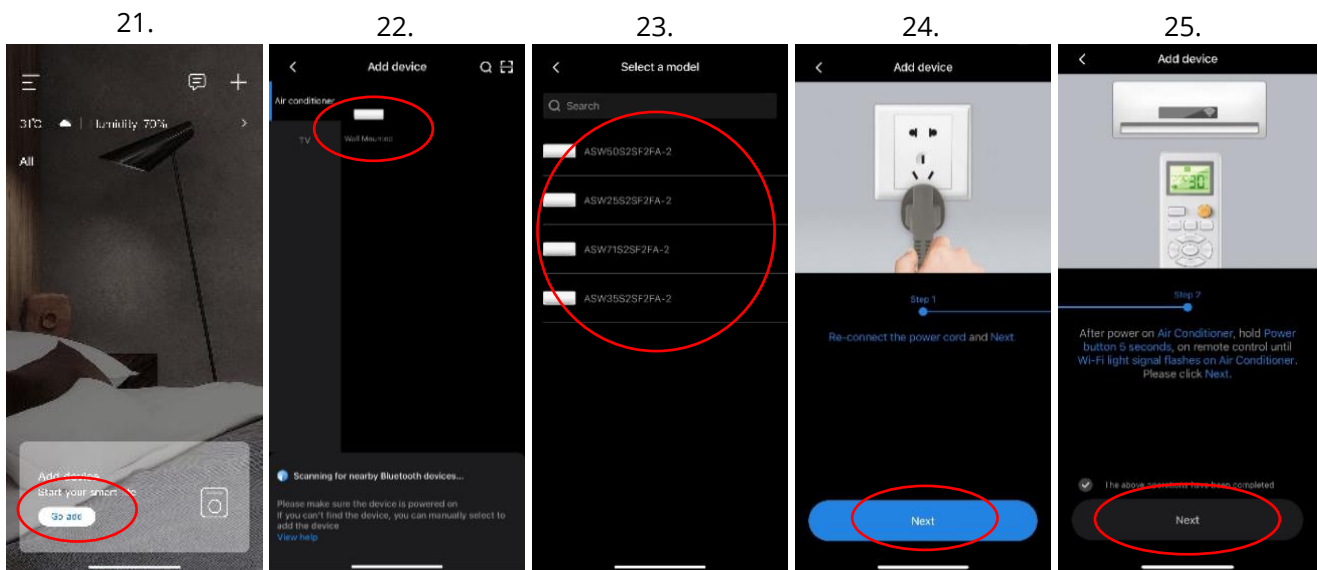 21.
31°C | Humidity 70%
All
Add device
Start your smart life
Go add
22.
Add device
Air conditioner
TV
Wall Mounted
Scanning for nearby Bluetooth devices...
Please make sure the device is powered on
If you can't find the device, you can manually select to
add the device
View help
23.
Select a model
Search
ASW50S2SF2FA-2
ASW25S2SF2FA-2
ASW71S2SF2FA-2
ASW35S2SF2FA-2
24.
Add device
Step 1
Re-connect the power cord and Next
Next
25.
Add device
30
Step 2
After power on Air Conditioner, hold Power
button 5 seconds, on remote control until
Wi-Fi light signal flashes on Air Conditioner.
Please click Next.
The above operations have been completed
Next